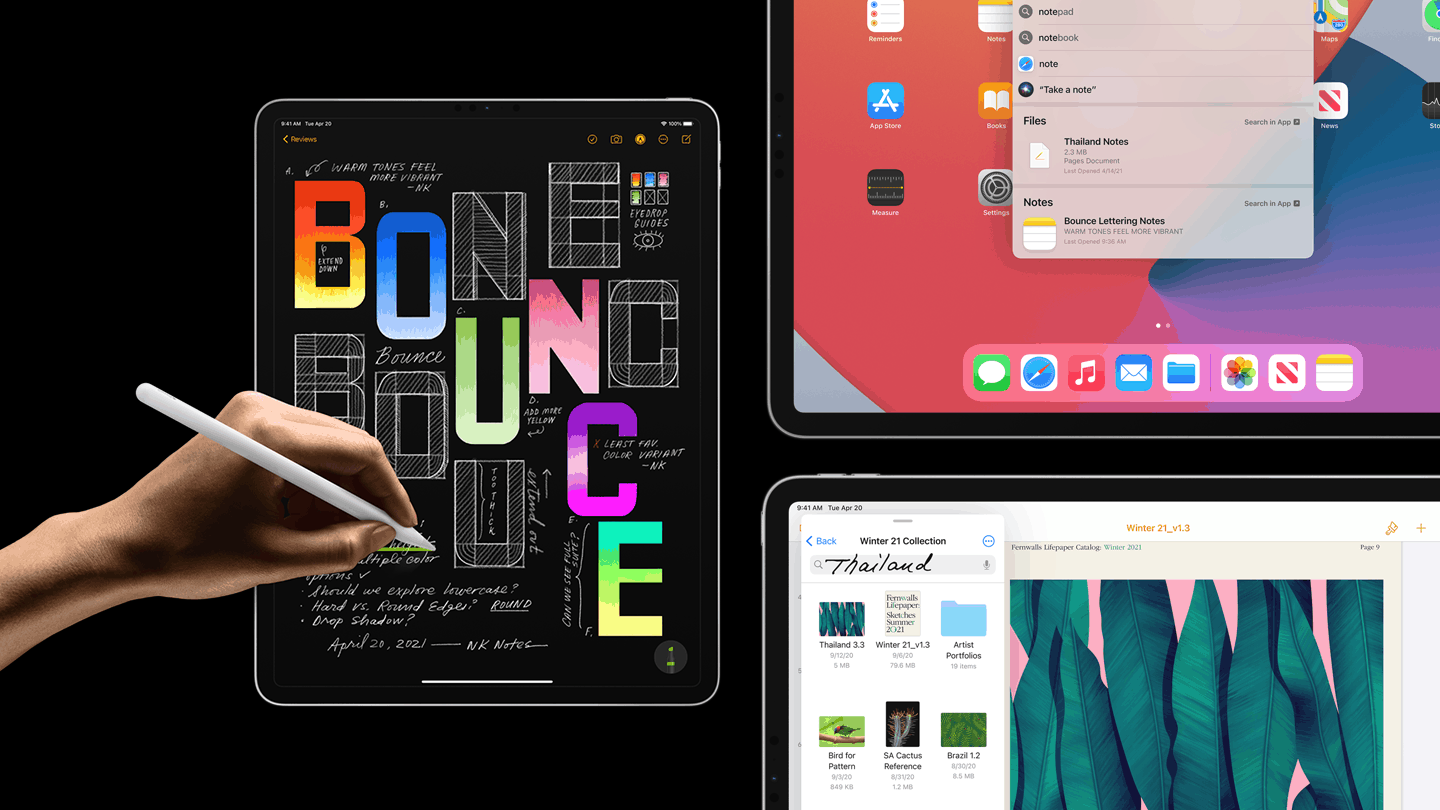 9:41 AM Tue Apr 20
100%
Reviews
A.
WARM TONES FEEL
MORE VIBRANT
-NK
B.
BONE
EXTEND
DOWN
EYEDROP
GUIDES
C.
BOUNCE
BOUNC
Bounce
D.
ADD MORE
YELLOW
X LEAST FAV.
COLOR VARIANT
-NK
TOO THICK
extend out
E.
CAN WE SEE FULL
SUITE?
F.
multiple color
options ✓
• Should we explore lowercase?
• Hard vs. Round Edges? ROUND
• Drop Shadow?
April 20, 2021 — NK Notes
Reminders
Notes
Maps
App Store
Books
News
Measure
Settings
notepad
notebook
note
“Take a note”
Files
Search in App
Thailand Notes
2.3 MB
Pages Document
Last Opened 4/14/21
Notes
Search in App
Bounce Lettering Notes
WARM TONES FEEL MORE VIBRANT
Last Opened 9:36 AM
9:41 AM Tue Apr 20
Back
Winter 21 Collection
Thailand
Fernwalls
Lifepaper:
Sketches
Summer
2021
Thailand 3.3
9/12/20
5 MB
Winter 21_v1.3
9/6/20
79.6 MB
Artist
Portfolios
19 items
Bird for
Pattern
9/3/20
849 KB
SA Cactus
Reference
8/31/20
1.2 MB
Brazil 1.2
8/30/20
8.5 MB
Winter 21_v1.3
Fernwalls Lifepaper Catalog: Winter 2021
Page 9